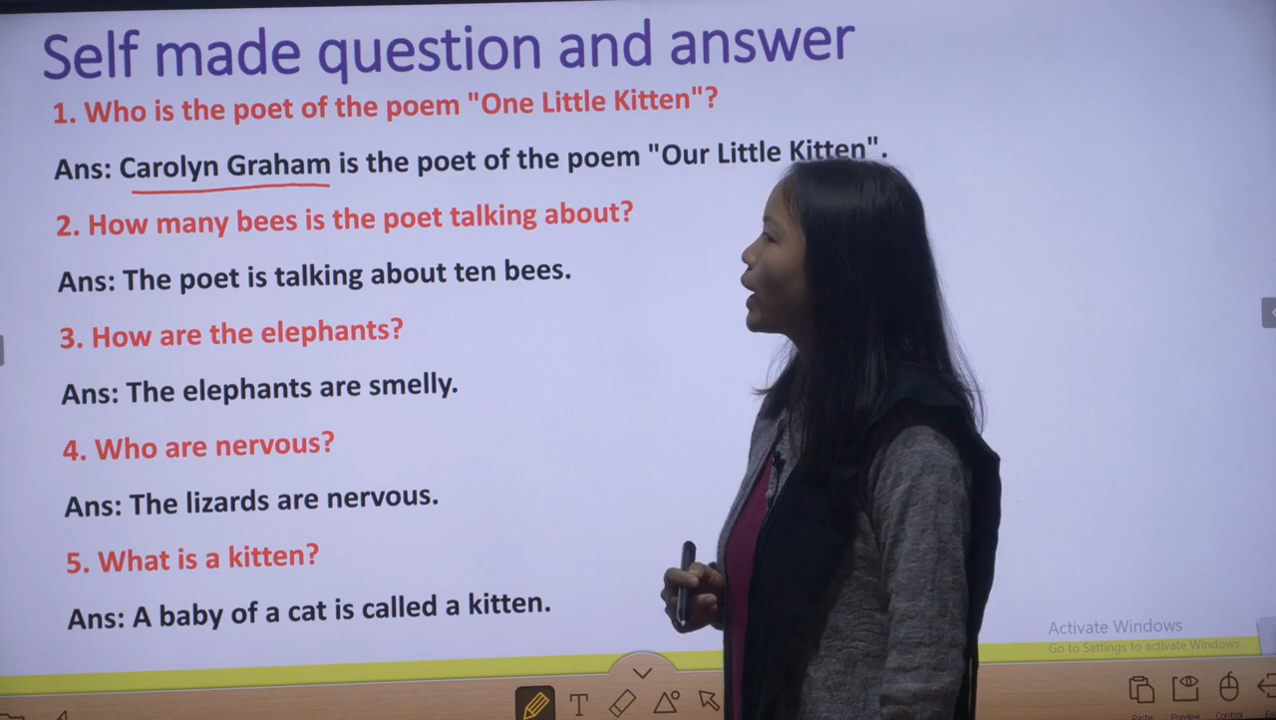 Self made question and answer
1. Who is the poet of the poem "One Little Kitten"?
Ans: Carolyn Graham is the poet of the poem "Our Little Kitten".
2. How many bees is the poet talking about?
Ans: The poet is talking about ten bees.
3. How are the elephants?
Ans: The elephants are smelly.
4. Who are nervous?
Ans: The lizards are nervous.
5. What is a kitten?
Ans: A baby of a cat is called a kitten.
Activate Windows
Go to Settings to activate Windows.
T
Paste Preview Control